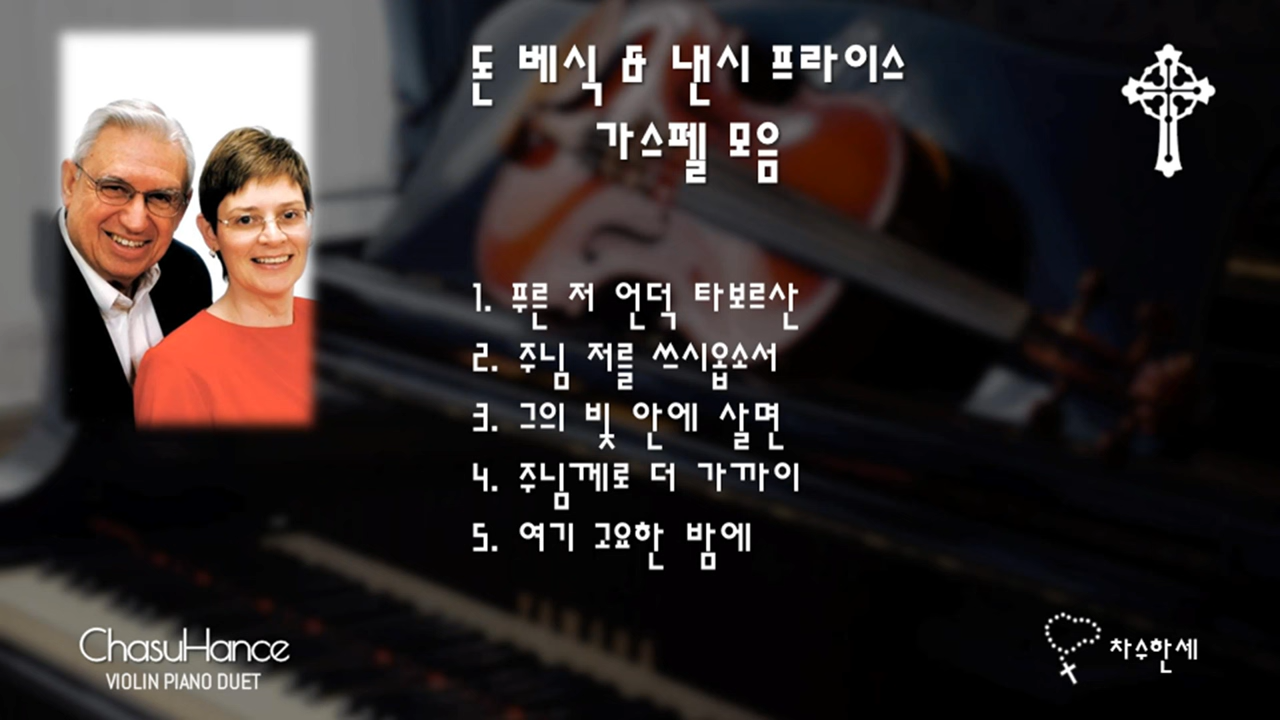 돈 베식 & 낸시 프라이스
가스펠 모음
1. 푸른 저 언덕 타보르산
2. 주님 저를 쓰시옵소서
3. 그의 빛 안에 살면
4. 주님께로 더 가까이
5. 여기 고요한 밤에
ChasuHance
VIOLIN PIANO DUET
차수한세